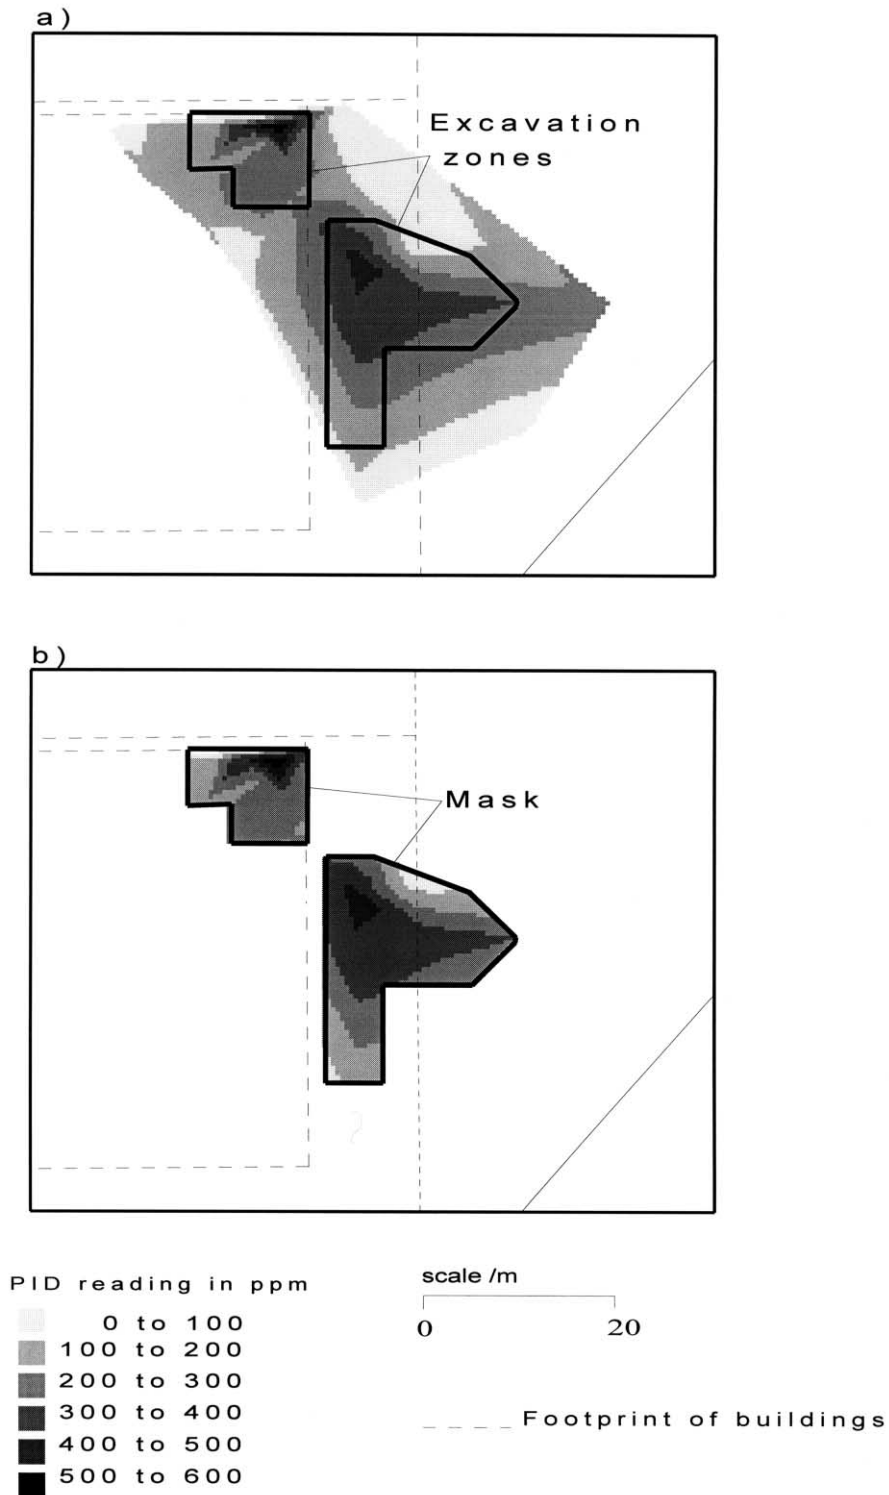 a)
Excavation
zones
b)
Mask
PID reading in ppm
0 to 100
100 to 200
200 to 300
300 to 400
400 to 500
500 to 600
scale /m
0 20
Footprint of buildings